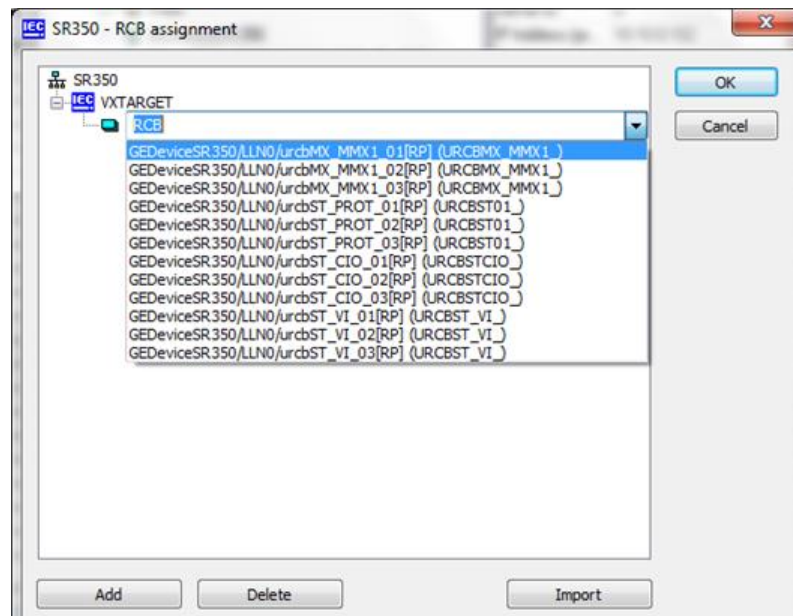 IEC SR350 - RCB assignment
SR350
IEC VXTARGET
RCB
GEDeviceSR350/LLN0/urcbMX_MMX1_01[RP] (URCBMX_MMX1_)
GEDeviceSR350/LLN0/urcbMX_MMX1_02[RP] (URCBMX_MMX1_)
GEDeviceSR350/LLN0/urcbMX_MMX1_03[RP] (URCBMX_MMX1_)
GEDeviceSR350/LLN0/urcbST_PROT_01[RP] (URCBST01_)
GEDeviceSR350/LLN0/urcbST_PROT_02[RP] (URCBST01_)
GEDeviceSR350/LLN0/urcbST_PROT_03[RP] (URCBST01_)
GEDeviceSR350/LLN0/urcbST_CIO_01[RP] (URCBSTCIO_)
GEDeviceSR350/LLN0/urcbST_CIO_02[RP] (URCBSTCIO_)
GEDeviceSR350/LLN0/urcbST_CIO_03[RP] (URCBSTCIO_)
GEDeviceSR350/LLN0/urcbST_VI_01[RP] (URCBST_VI_)
GEDeviceSR350/LLN0/urcbST_VI_02[RP] (URCBST_VI_)
GEDeviceSR350/LLN0/urcbST_VI_03[RP] (URCBST_VI_)
OK
Cancel
Add
Delete
Import